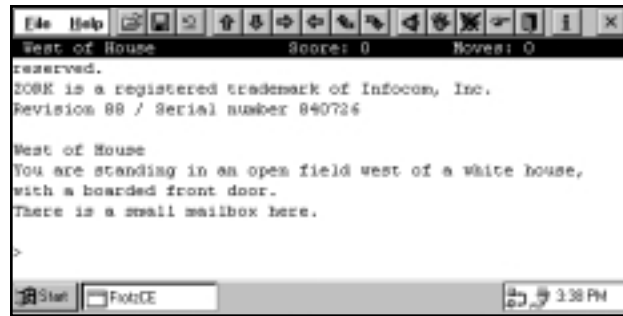 File Help
West of House Score: 0 Moves: 0
reserved.
ZORK is a registered trademark of Infocom, Inc.
Revision 88 / Serial number 840726
West of House
You are standing in an open field west of a white house,
with a boarded front door.
There is a small mailbox here.
>
Start FrotzCE 3:38 PM